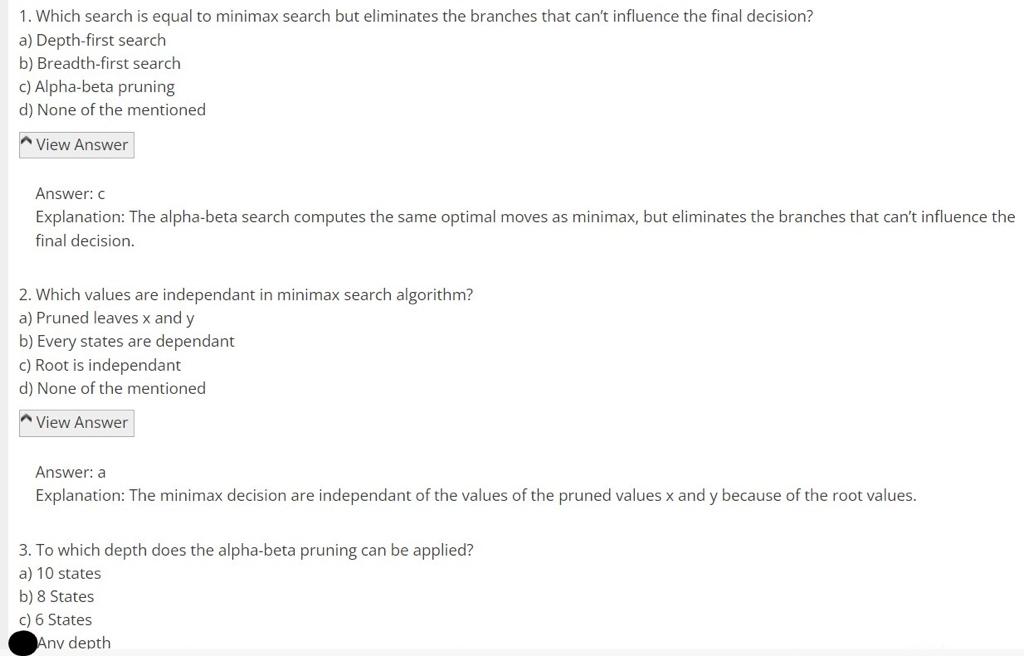 1. Which search is equal to minimax search but eliminates the branches that can’t influence the final decision?
a) Depth-first search
b) Breadth-first search
c) Alpha-beta pruning
d) None of the mentioned
View Answer
Answer: c
Explanation: The alpha-beta search computes the same optimal moves as minimax, but eliminates the branches that can’t influence the
final decision.
2. Which values are independant in minimax search algorithm?
a) Pruned leaves x and y
b) Every states are dependant
c) Root is independant
d) None of the mentioned
View Answer
Answer: a
Explanation: The minimax decision are independant of the values of the pruned values x and y because of the root values.
3. To which depth does the alpha-beta pruning can be applied?
a) 10 states
b) 8 States
c) 6 States
Any depth